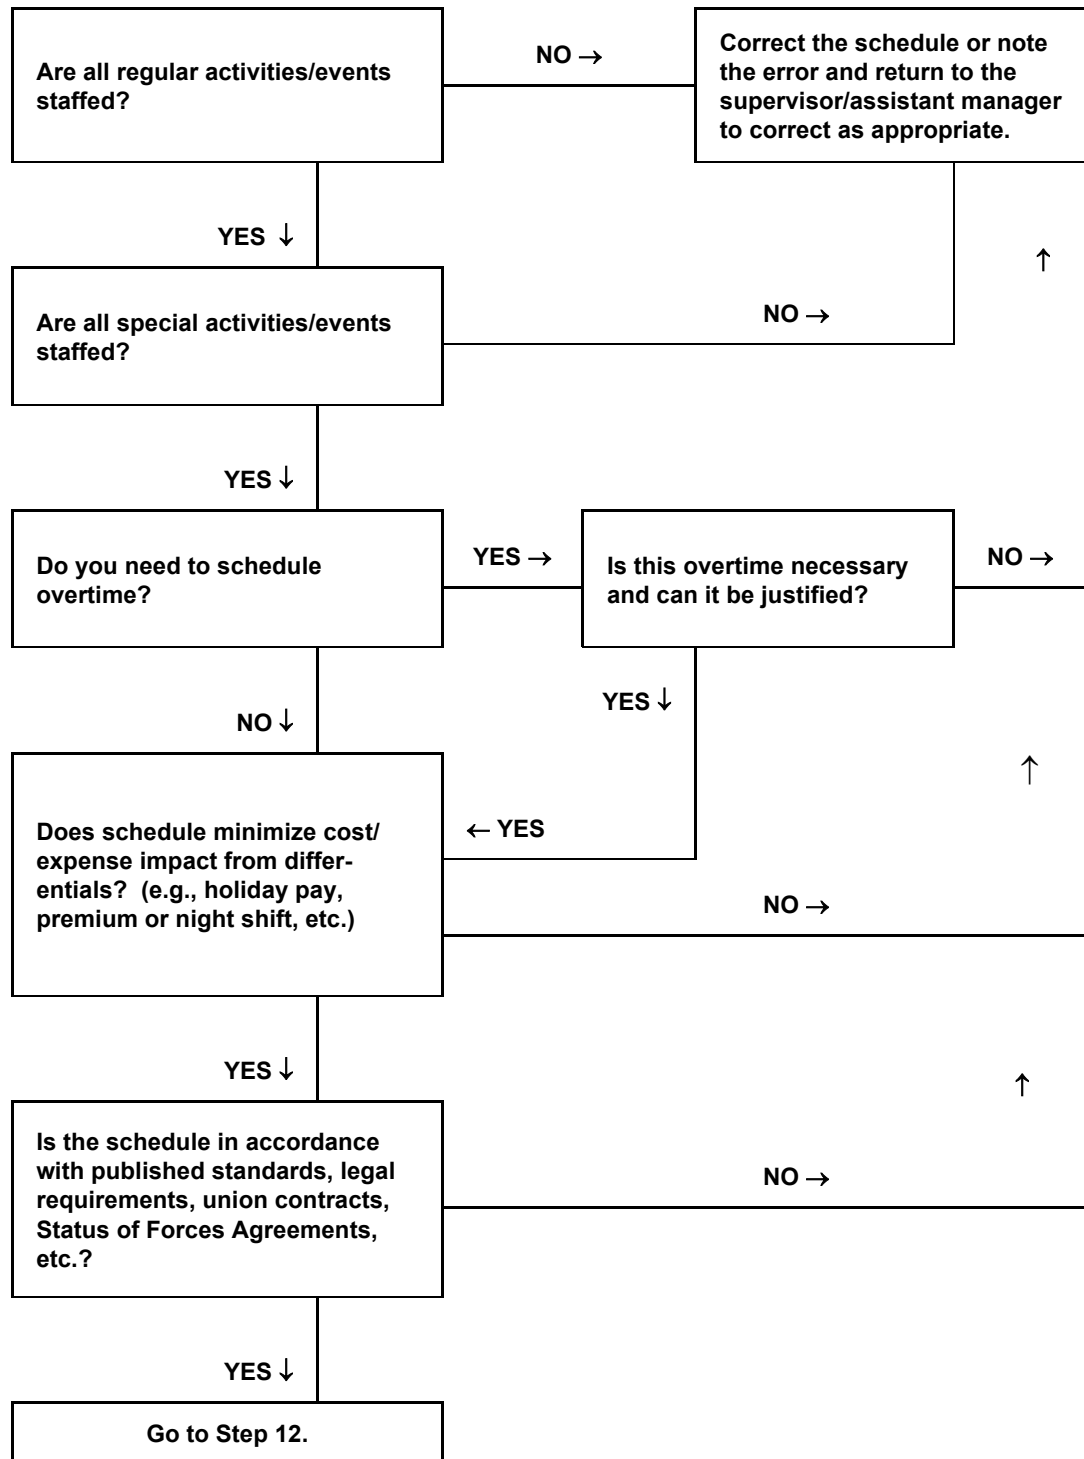 Are all regular activities/events
staffed?
NO →
Correct the schedule or note
the error and return to the
supervisor/assistant manager
to correct as appropriate.
YES ↓
↑
Are all special activities/events
staffed?
NO →
YES ↓
Do you need to schedule
overtime?
YES →
Is this overtime necessary
and can it be justified?
NO →
YES ↓
NO ↓
↑
Does schedule minimize cost/
expense impact from differ-
entials?  (e.g., holiday pay,
premium or night shift, etc.)
← YES
NO →
YES ↓
↑
Is the schedule in accordance
with published standards, legal
requirements, union contracts,
Status of Forces Agreements,
etc.?
NO →
YES ↓
Go to Step 12.